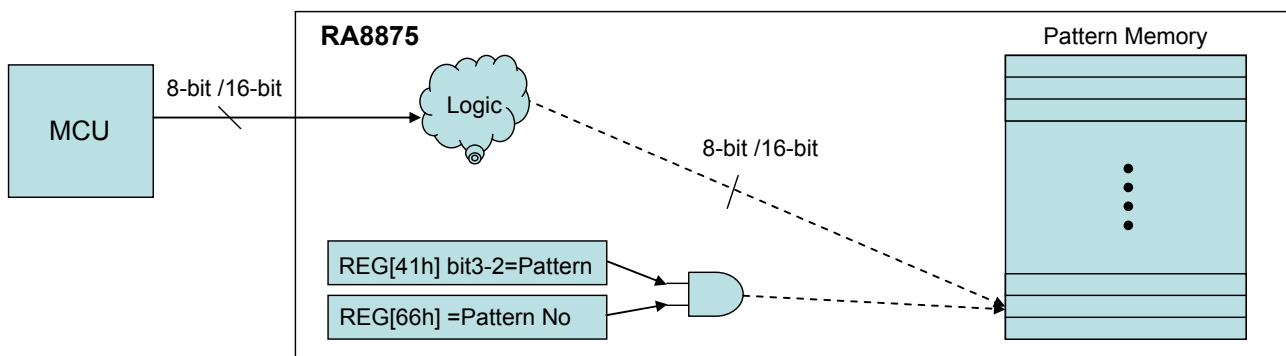 RA8875
Pattern Memory
MCU
8-bit /16-bit
Logic
8-bit /16-bit
REG[41h] bit3-2=Pattern
REG[66h] =Pattern No